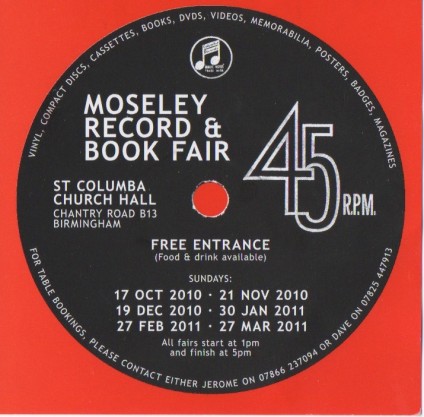 VINYL, COMPACT DISCS, CASSETTES, BOOKS, DVDS, VIDEOS, MEMORABILIA, POSTERS, BADGES, MAGAZINES
MOSELEY
RECORD &
BOOK FAIR
45 R.P.M.
ST COLUMBA
CHURCH HALL
CHANTRY ROAD B13
BIRMINGHAM
FREE ENTRANCE
(Food & drink available)
SUNDAYS:
17 OCT 2010 · 21 NOV 2010
19 DEC 2010 · 30 JAN 2011
27 FEB 2011 · 27 MAR 2011
All fairs start at 1pm
and finish at 5pm
FOR TABLE BOOKINGS, PLEASE CONTACT EITHER JEROME ON 07866 237094 OR DAVE ON 07825 447913